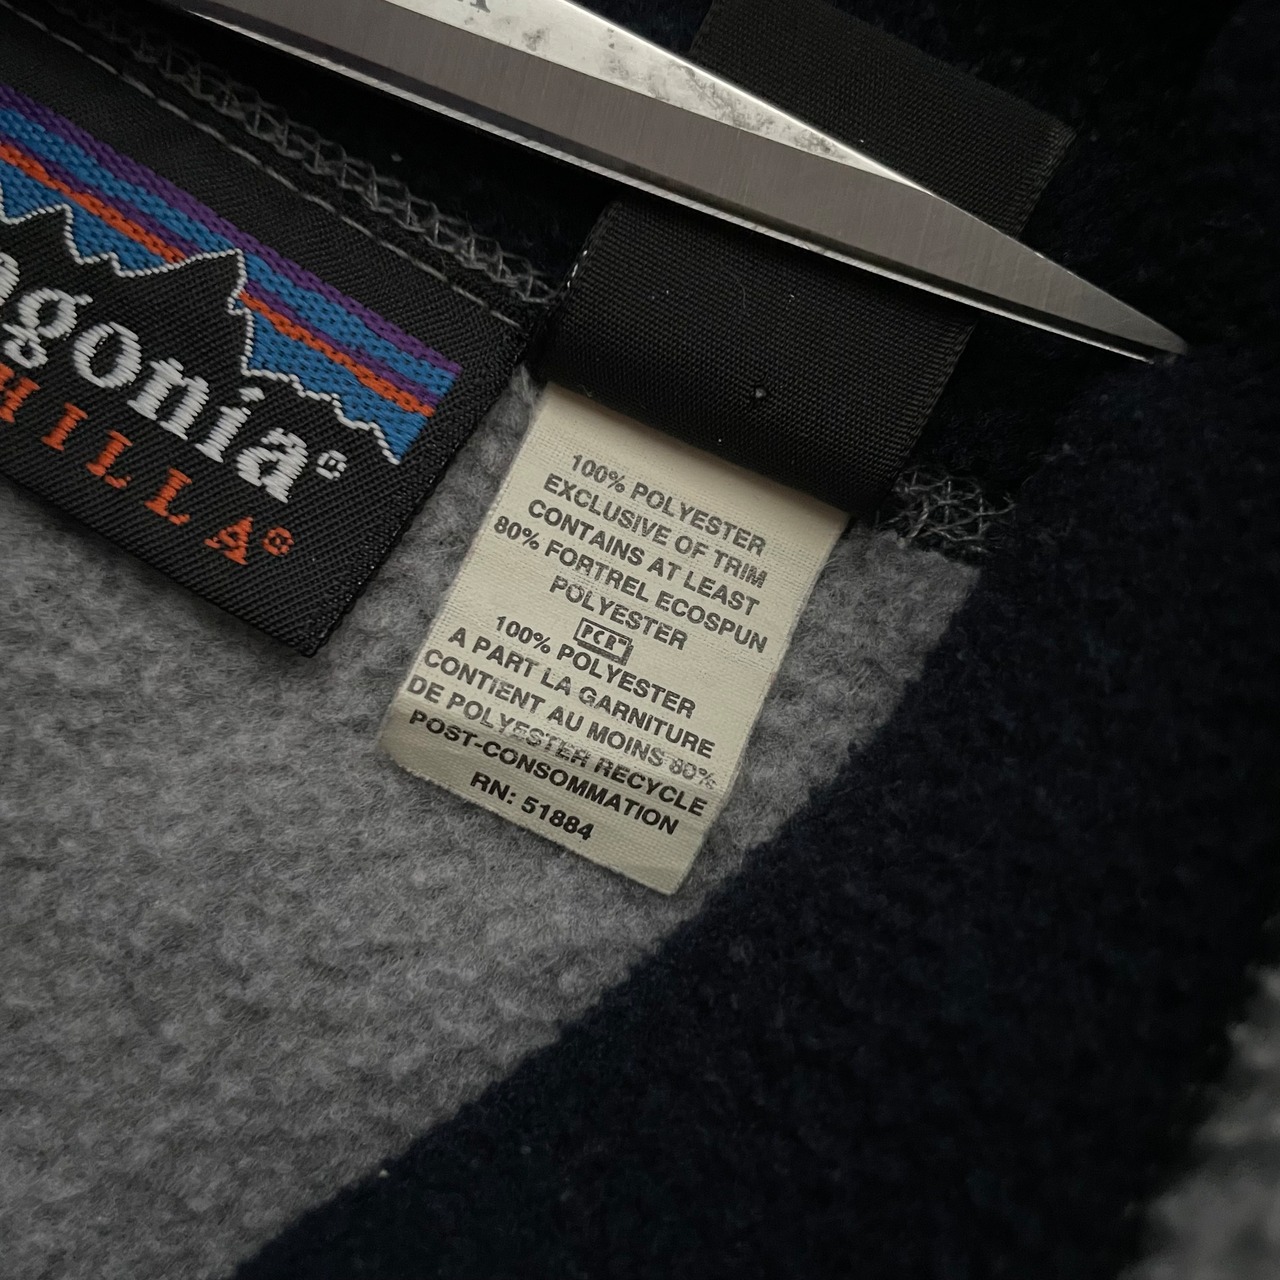 agonia®
HILLA®
100% POLYESTER
EXCLUSIVE OF TRIM
CONTAINS AT LEAST
80% FORTREL ECOSPUN
POLYESTER
PCR™
100% POLYESTER
A PART LA GARNITURE
CONTIENT AU MOINS 80%
DE POLYESTER RECYCLE
POST-CONSOMMATION
RN: 51884